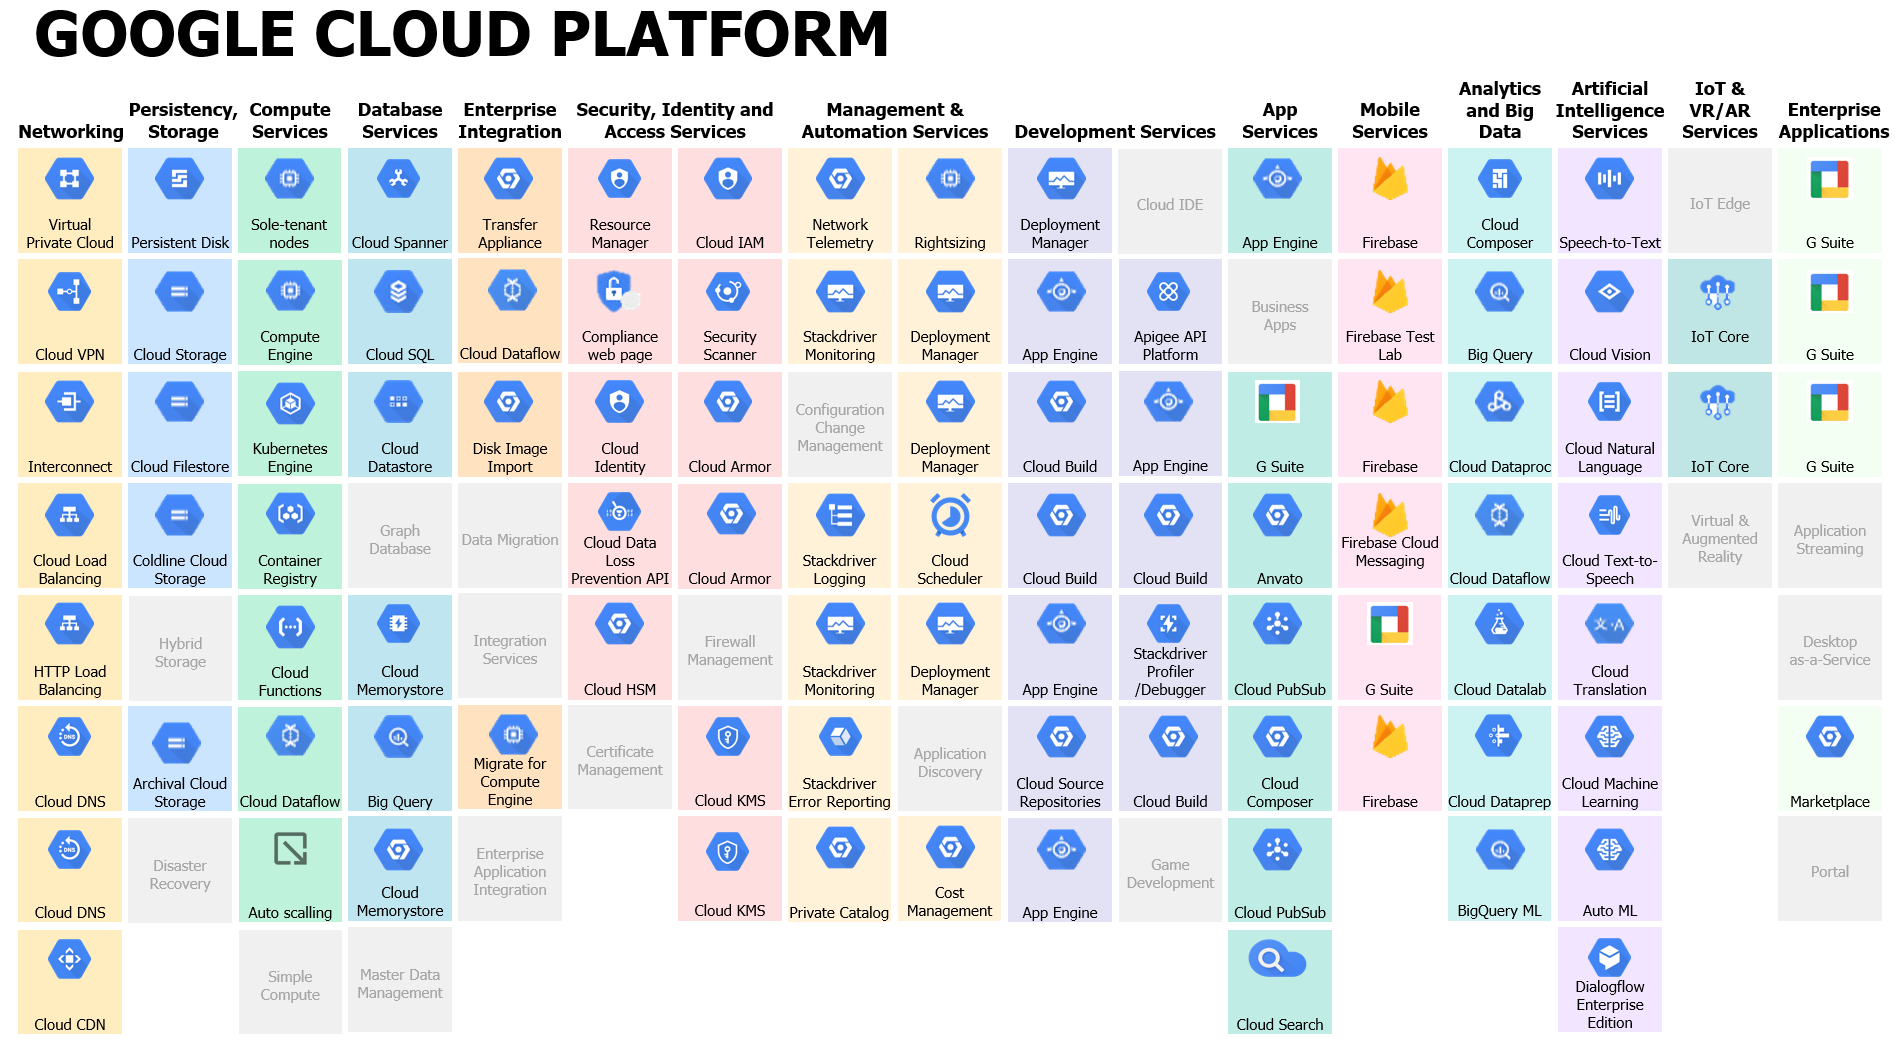 GOOGLE CLOUD PLATFORM
Networking
Persistency,
Storage
Compute
Services
Database
Services
Enterprise
Integration
Security, Identity and
Access Services
Management &
Automation Services
Development Services
App
Services
Mobile
Services
Analytics
and Big
Data
Artificial
Intelligence
Services
IoT &
VR/AR
Services
Enterprise
Applications
Virtual
Private Cloud
Persistent Disk
Sole-tenant
nodes
Cloud Spanner
Transfer
Appliance
Resource
Manager
Cloud IAM
Network
Telemetry
Rightsizing
Deployment
Manager
Cloud IDE
App Engine
Firebase
Cloud
Composer
Speech-to-Text
IoT Edge
G Suite
Cloud VPN
Cloud Storage
Compute
Engine
Cloud SQL
Cloud Dataflow
Compliance
web page
Security
Scanner
Stackdriver
Monitoring
Deployment
Manager
App Engine
Apigee API
Platform
Business
Apps
Firebase Test
Lab
Big Query
Cloud Vision
IoT Core
G Suite
Interconnect
Cloud Filestore
Kubernetes
Engine
Cloud
Datastore
Disk Image
Import
Cloud
Identity
Cloud Armor
Configuration
Change
Management
Deployment
Manager
Cloud Build
App Engine
G Suite
Firebase
Cloud Dataproc
Cloud Natural
Language
IoT Core
G Suite
Cloud Load
Balancing
Coldline Cloud
Storage
Container
Registry
Graph
Database
Data Migration
Cloud Data
Loss
Prevention API
Cloud Armor
Stackdriver
Logging
Cloud
Scheduler
Cloud Build
Cloud Build
Anvato
Firebase Cloud
Messaging
Cloud Dataflow
Cloud Text-to-
Speech
Virtual &
Augmented
Reality
Application
Streaming
HTTP Load
Balancing
Hybrid
Storage
Cloud
Functions
Cloud
Memorystore
Integration
Services
Cloud HSM
Firewall
Management
Stackdriver
Monitoring
Deployment
Manager
App Engine
Stackdriver
Profiler
/Debugger
Cloud PubSub
G Suite
Cloud Datalab
文 A
Cloud
Translation
Desktop
as-a-Service
DNS
Cloud DNS
Archival Cloud
Storage
Cloud Dataflow
Big Query
Migrate for
Compute
Engine
Certificate
Management
Cloud KMS
Stackdriver
Error Reporting
Application
Discovery
Cloud Source
Repositories
Cloud Build
Cloud
Composer
Firebase
Cloud Dataprep
Cloud Machine
Learning
Marketplace
DNS
Cloud DNS
Disaster
Recovery
Auto scalling
Cloud
Memorystore
Enterprise
Application
Integration
Cloud KMS
Private Catalog
Cost
Management
App Engine
Game
Development
Cloud PubSub
BigQuery ML
Auto ML
Portal
Cloud CDN
Simple
Compute
Master Data
Management
Cloud Search
Dialogflow
Enterprise
Edition